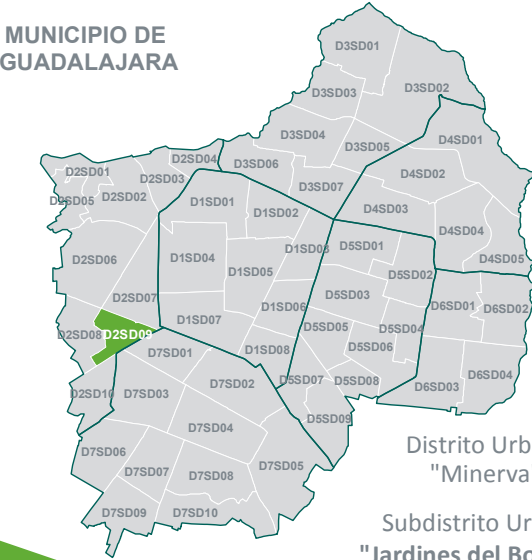 MUNICIPIO DE
GUADALAJARA
D3SD01
D3SD02
D3SD03
D3SD04
D4SD01
D3SD05
D2SD04
D3SD06
D2SD01
D2SD03
D4SD02
D3SD07
D2SD05
D2SD02
D1SD01
D1SD02
D4SD03
D4SD04
D1SD03
D5SD01
D2SD06
D1SD04
D4SD05
D1SD05
D5SD02
D2SD07
D5SD03
D1SD06
D6SD01
D6SD02
D1SD07
D5SD05
D5SD04
D2SD08
D2SD09
D5SD06
D7SD01
D1SD08
D6SD04
D5SD07
D5SD08
D7SD02
D6SD03
D2SD10
D7SD03
D5SD09
D7SD04
Distrito Urb
D7SD06
"Minerva
D7SD05
D7SD07
D7SD08
D7SD09
D7SD10
Subdistrito Ur
"Jardines del Bo